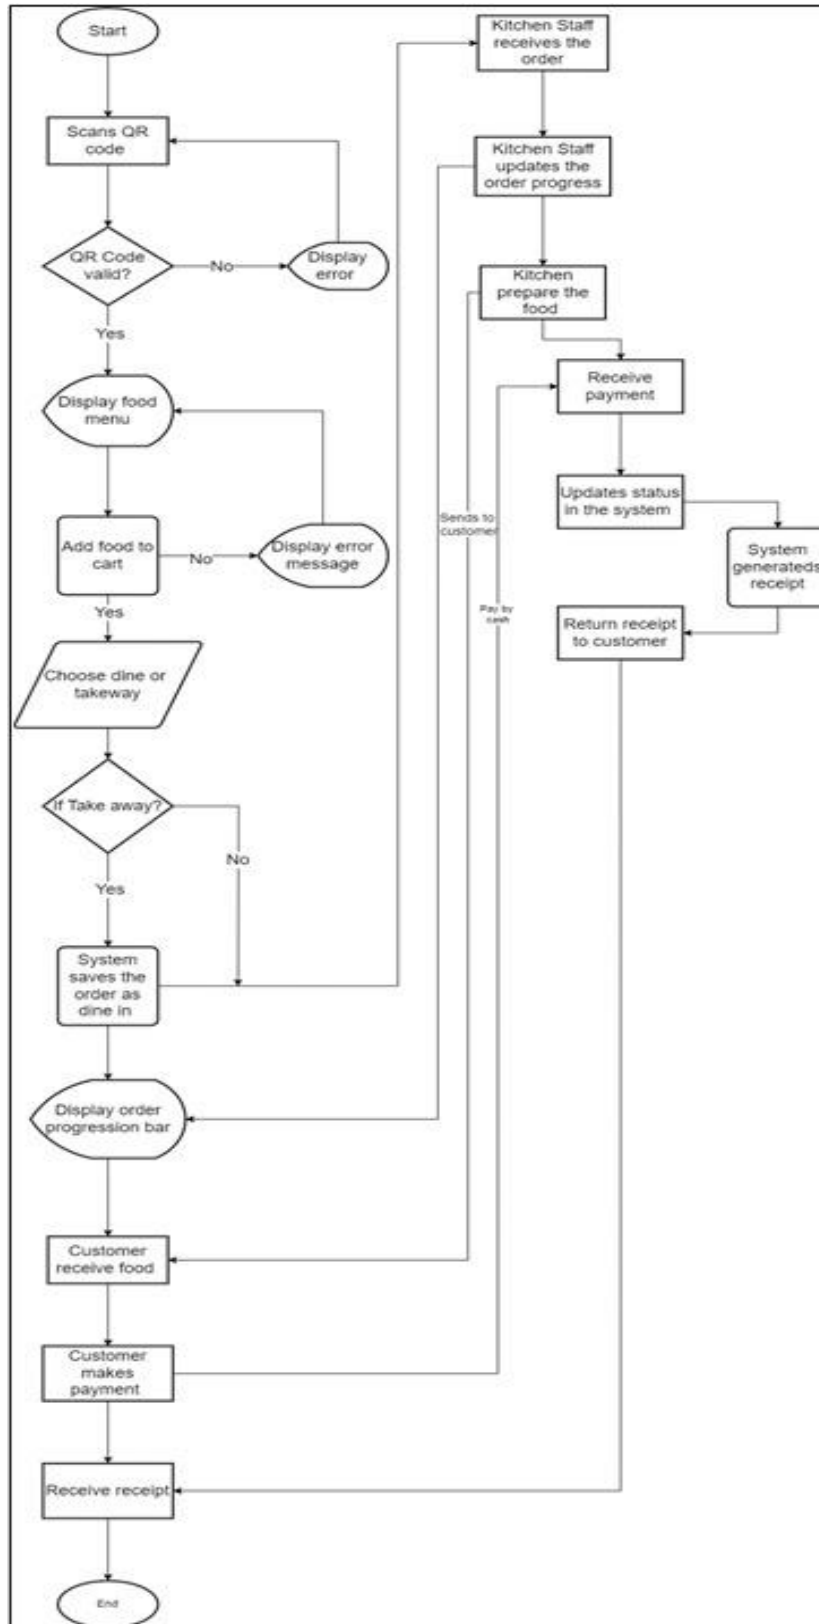 Start
Scans QR
code
QR Code
valid?
No
Display
error
Yes
Display food
menu
Add food to
cart
No
Display error
message
Yes
Choose dine or
takeway
If Take away?
No
Yes
System
saves the
order as
dine in
Display order
progression bar
Customer
receive food
Customer
makes
payment
Receive receipt
End
Kitchen Staff
receives the
order
Kitchen Staff
updates the
order progress
Kitchen
prepare the
food
Sends to
customer
Pay by
cash
Receive
payment
Updates status
in the system
System
generateds
receipt
Return receipt
to customer